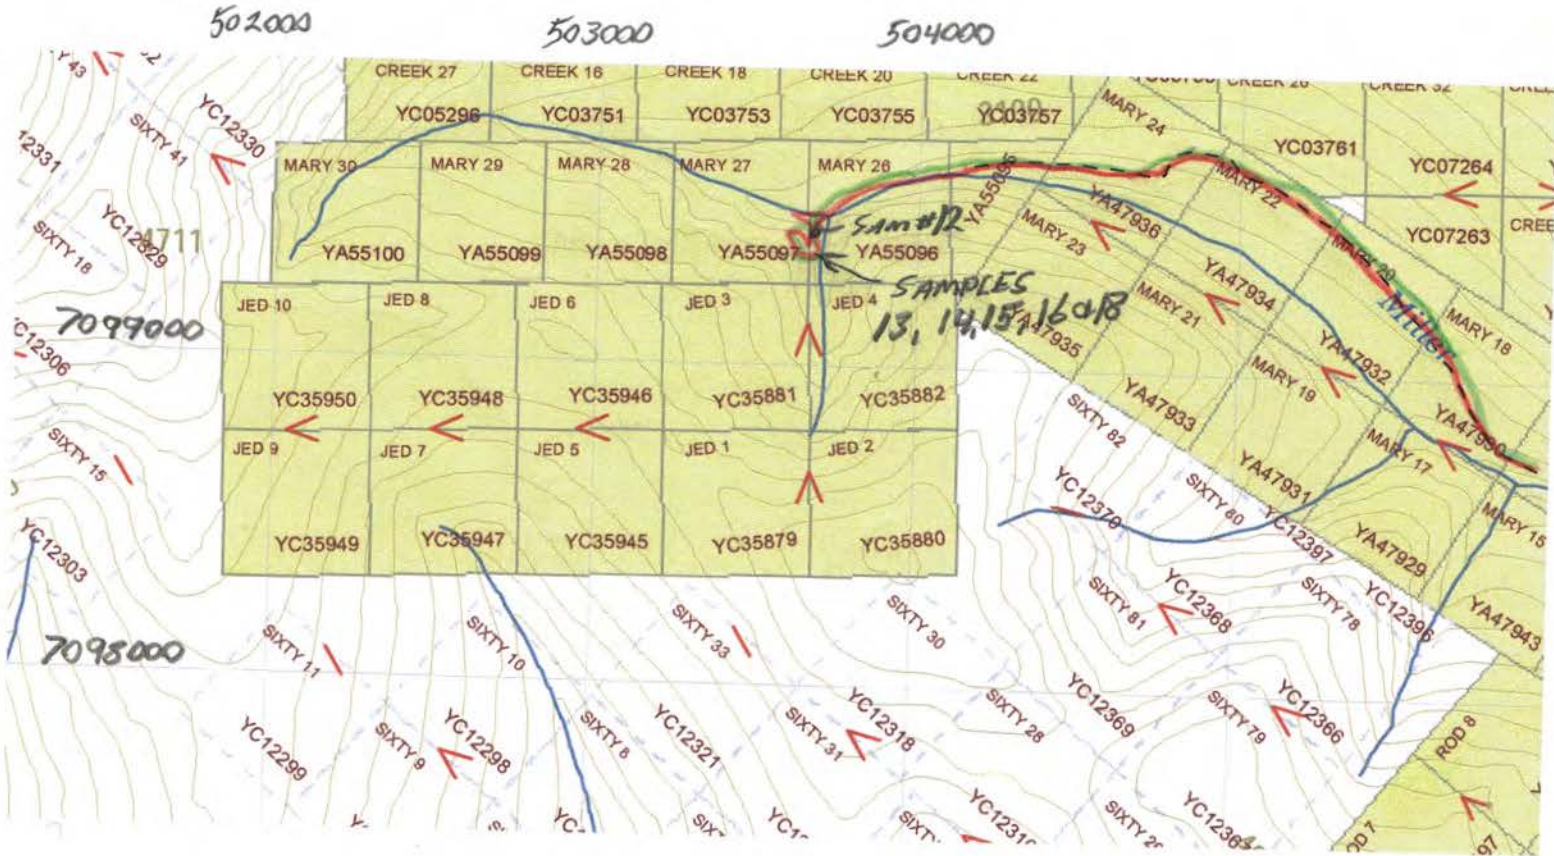 502000
503000
504000
CREEK 27
CREEK 16
CREEK 18
CREEK 20
CREEK 22
CREEK 32
YC05296
YC03751
YC03753
YC03755
YC03757
MARY 24
YC03761
YC07264
YC12330
SIXTY 41
12331
MARY 30
MARY 29
MARY 28
MARY 27
MARY 26
YA55095
MARY 22
YA47936
SAM #12
MARY 23
YC07263
SIXTY 18
4711
YA55100
YA55099
YA55098
YA55097
YA55096
MARY 20
YA47934
SAMPLES
13, 14, 15, 16 & 18
JED 10
JED 8
JED 6
JED 3
JED 4
YA47935
MARY 21
Miller
MARY 18
7099000
YC12306
YA47932
MARY 19
YC35950
YC35948
YC35946
YC35881
YC35882
YA47933
SIXTY 82
YA47930
MARY 17
SIXTY 15
JED 9
JED 7
JED 5
JED 1
JED 2
YA47931
YC12370
SIXTY 80
MARY 15
YC12303
YC35949
YC35947
YC35945
YC35879
YC35880
YC12397
YA47929
SIXTY 81
YC12368
SIXTY 78
YC12396
YA47943
7098000
SIXTY 11
SIXTY 10
SIXTY 33
SIXTY 30
YC12299
SIXTY 9
YC12298
SIXTY 8
YC12321
SIXTY 31
YC12318
SIXTY 28
YC12369
SIXTY 79
YC12366
ROD 8